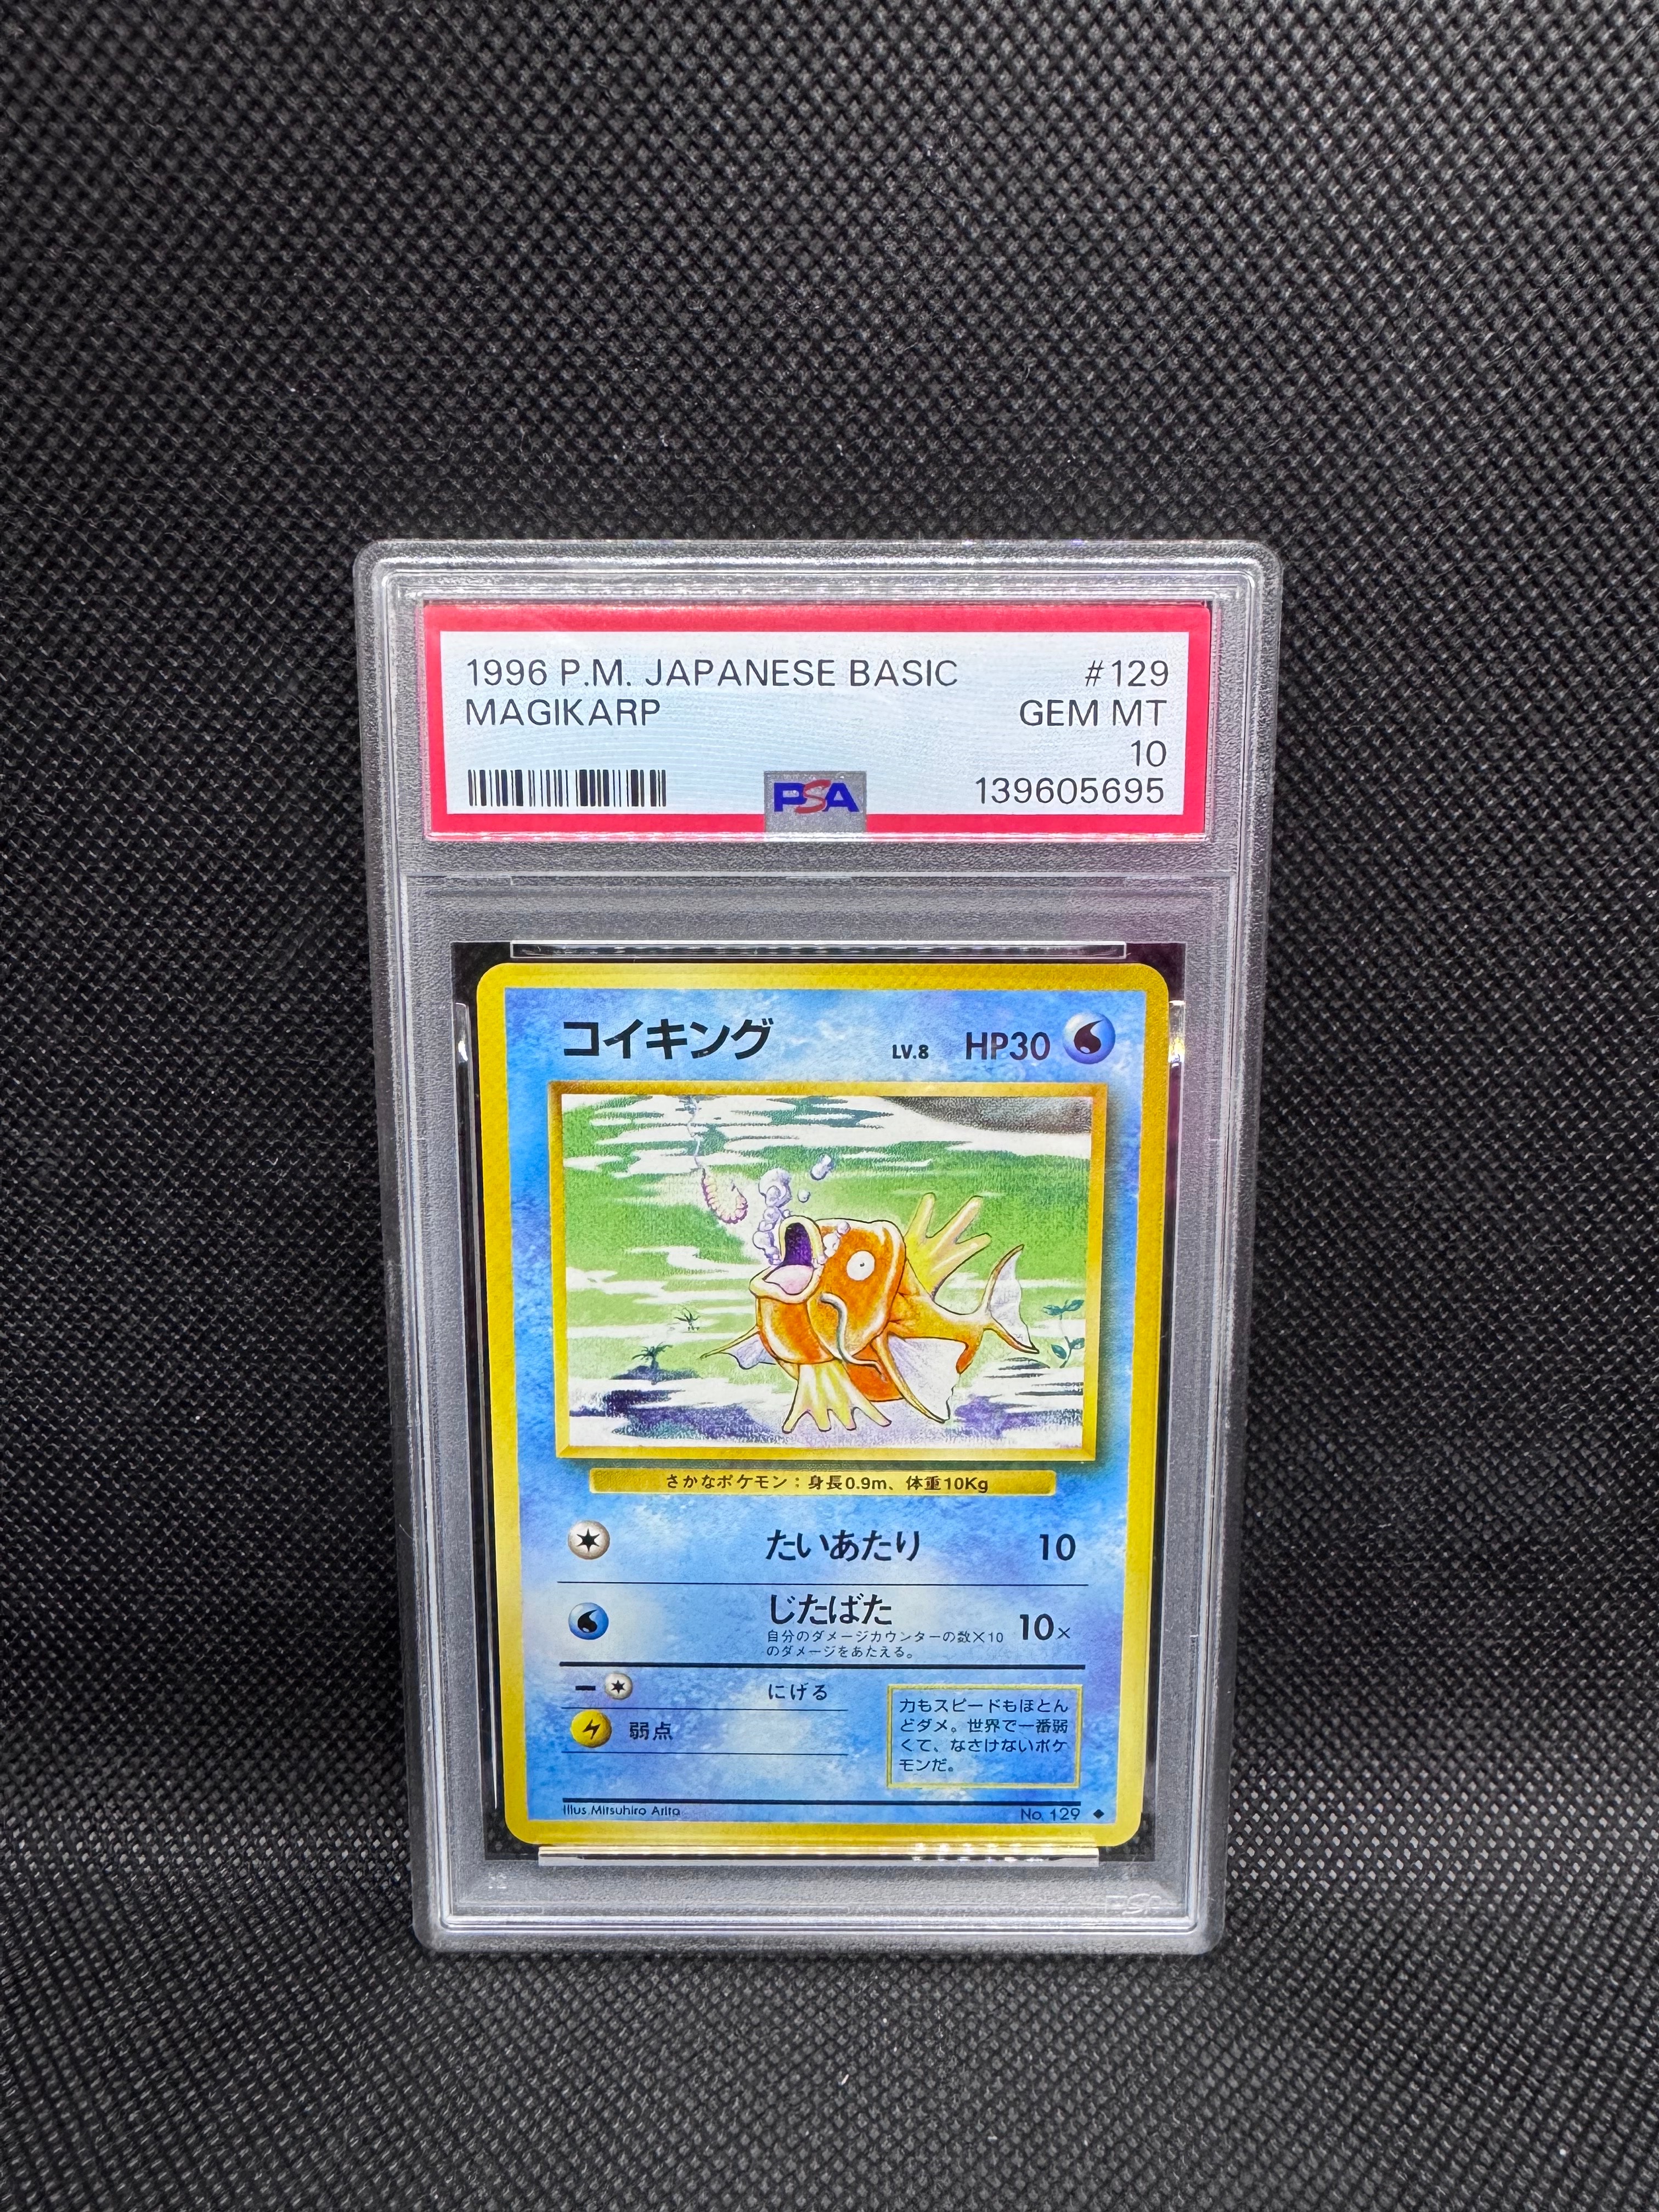 1996 P.M. JAPANESE BASIC #129
MAGIKARP GEM MT
10
PSA 139605695
コイキング LV.8 HP30
さかなポケモン：身長0.9m、体重10Kg
たいあたり 10
じたばた 10×
自分のダメージカウンターの数×10
のダメージをあたえる。
− にげる
弱点
力もスピードもほとん
どダメ。世界で一番弱
くて、なさけないポケ
モンだ。
Illus.Mitsuhiro Arita No. 129 ◆
PSA